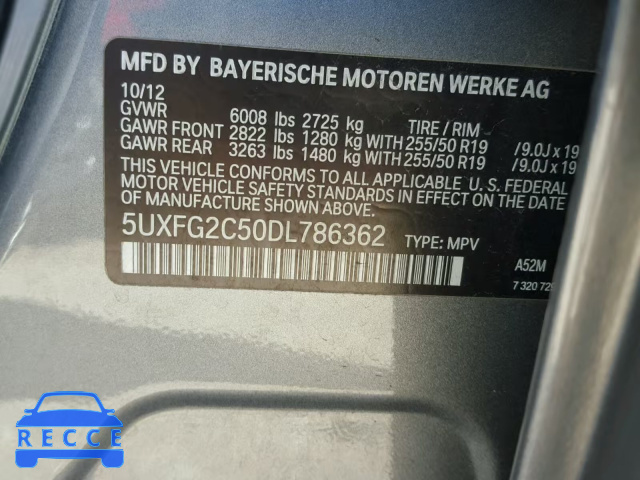 MFD BY BAYERISCHE MOTOREN WERKE AG
10/12
GVWR 6008 lbs 2725 kg TIRE / RIM
GAWR FRONT 2822 lbs 1280 kg WITH 255/50 R19 /9.0J x 19
GAWR REAR 3263 lbs 1480 kg WITH 255/50 R19 /9.0J x 19
THIS VEHICLE CONFORMS TO ALL APPLICABLE U. S. FEDERAL
MOTOR VEHICLE SAFETY STANDARDS IN EFFECT ON THE DATE
OF MANUFACTURE SHOWN ABOVE.
5UXFG2C50DL786362 TYPE: MPV
A52M
7 320 729
RECCE